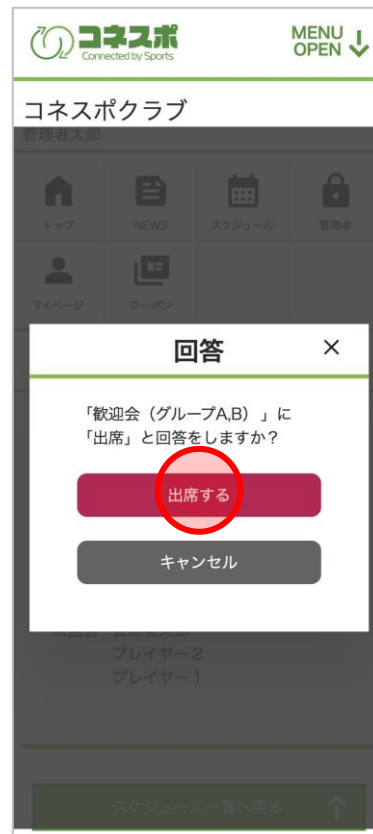 コネスポ
Connected by Sports
MENU
OPEN
コネスポクラブ
管理者太郎
トップ
NEWS
スケジュール
管理者
マイページ
クーポン
回答
「歓迎会（グループA,B）」に
「出席」と回答をしますか？
出席する
キャンセル
未回答 管理者太郎
プレイヤー2
プレイヤー1
スケジュール一覧へ戻る